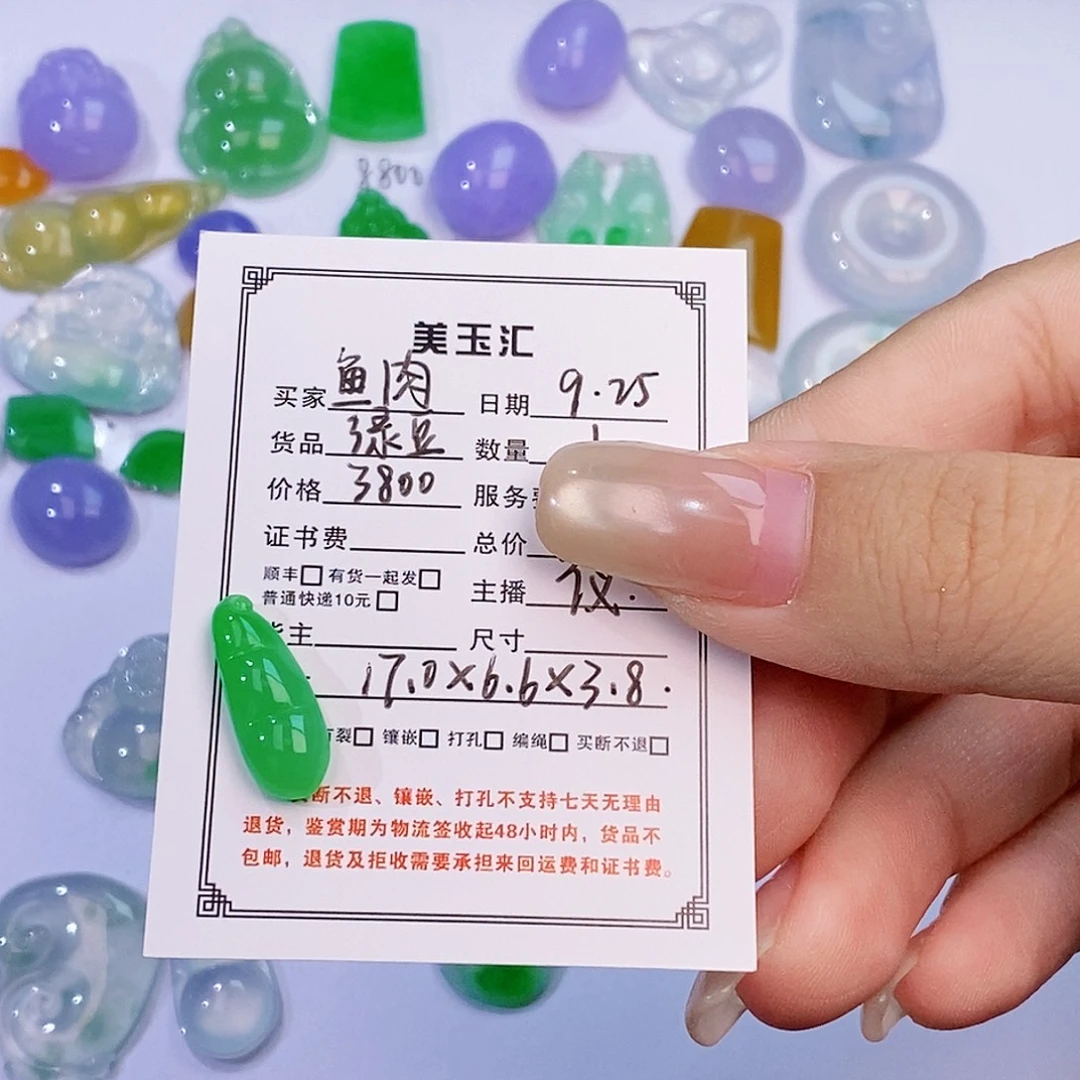 8800
美玉汇
买家 鱼肉 日期 9.25
货品 绿豆 数量 1
价格 3800 服务
证书费 总价
顺丰□ 有货一起发□
普通快递10元 □ 主播 仪.
主 尺寸
17.0×6.6×3.8.
裂□ 镶嵌□ 打孔□ 编绳□ 买断不退□
断不退、镶嵌、打孔不支持七天无理由
退货，鉴赏期为物流签收起48小时内，货品不
包邮，退货及拒收需要承担来回运费和证书费。